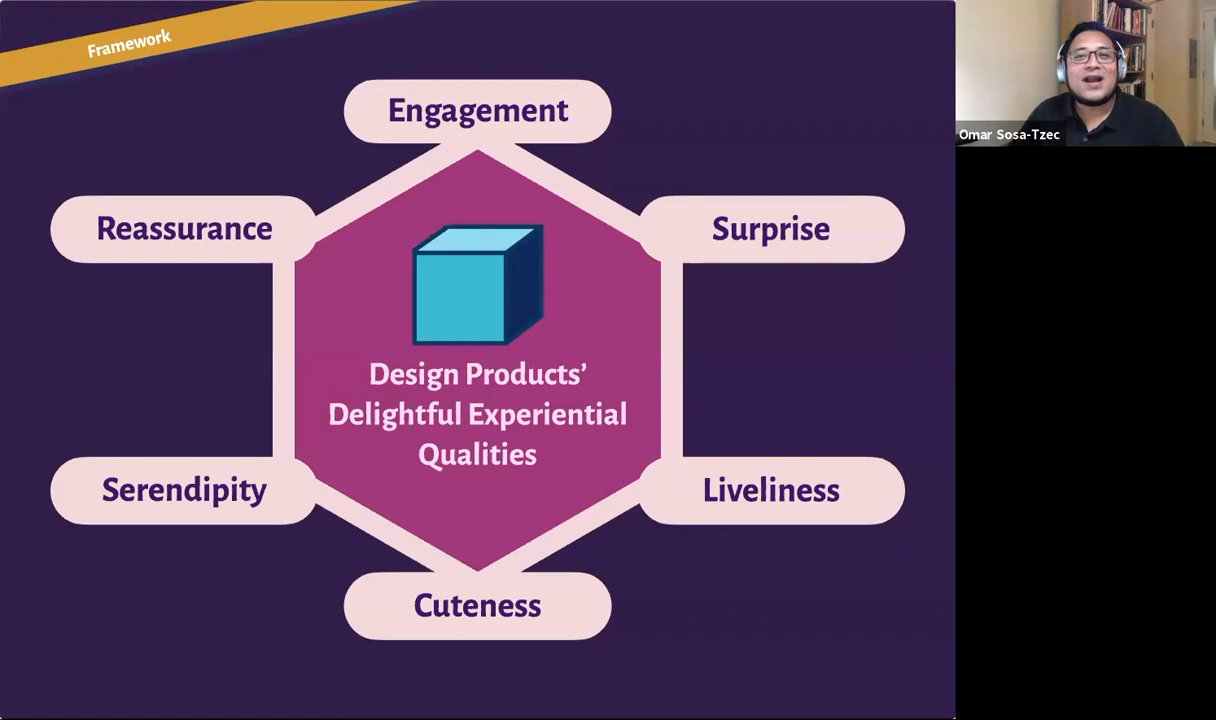 Framework
Engagement
Reassurance
Surprise
Design Products’
Delightful Experiential
Qualities
Serendipity
Liveliness
Cuteness
Omar Sosa-Tzec